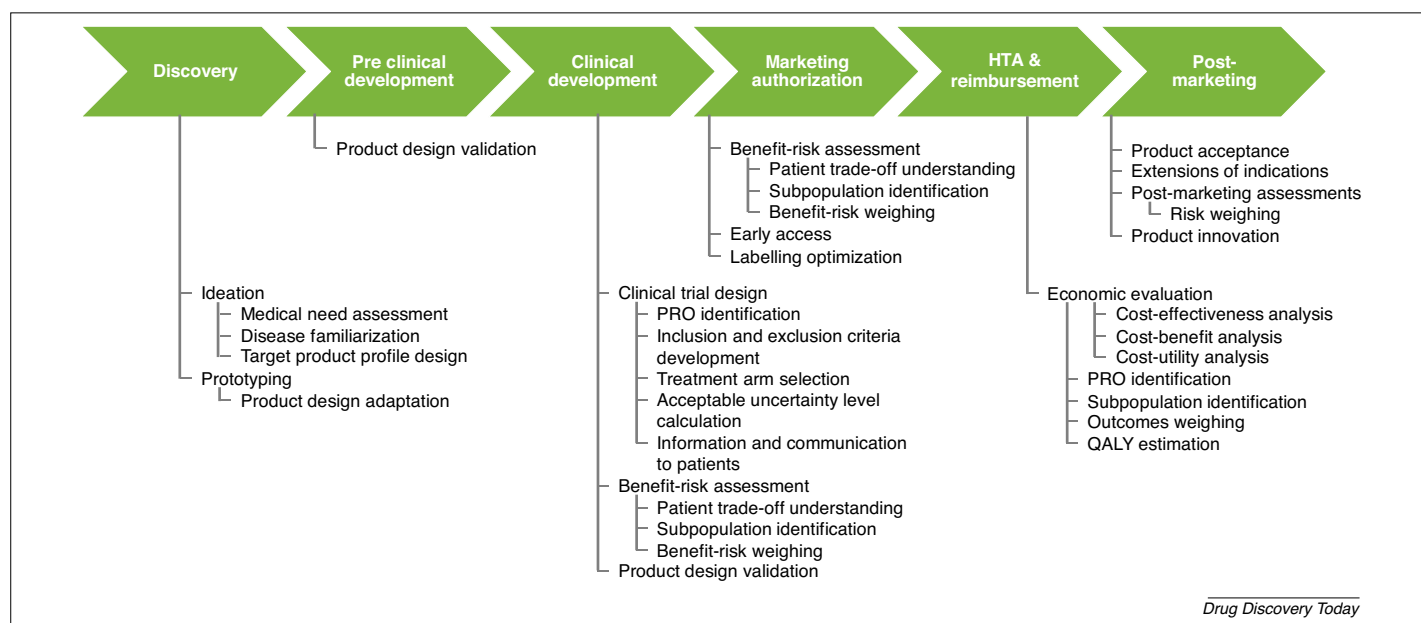 Discovery
Pre clinical
development
Clinical
development
Marketing
authorization
HTA &
reimbursement
Post-
marketing
Ideation
Medical need assessment
Disease familiarization
Target product profile design
Prototyping
Product design adaptation
Product design validation
Clinical trial design
PRO identification
Inclusion and exclusion criteria
development
Treatment arm selection
Acceptable uncertainty level
calculation
Information and communication
to patients
Benefit-risk assessment
Patient trade-off understanding
Subpopulation identification
Benefit-risk weighing
Product design validation
Benefit-risk assessment
Patient trade-off understanding
Subpopulation identification
Benefit-risk weighing
Early access
Labelling optimization
Economic evaluation
Cost-effectiveness analysis
Cost-benefit analysis
Cost-utility analysis
PRO identification
Subpopulation identification
Outcomes weighing
QALY estimation
Product acceptance
Extensions of indications
Post-marketing assessments
Risk weighing
Product innovation
Drug Discovery Today